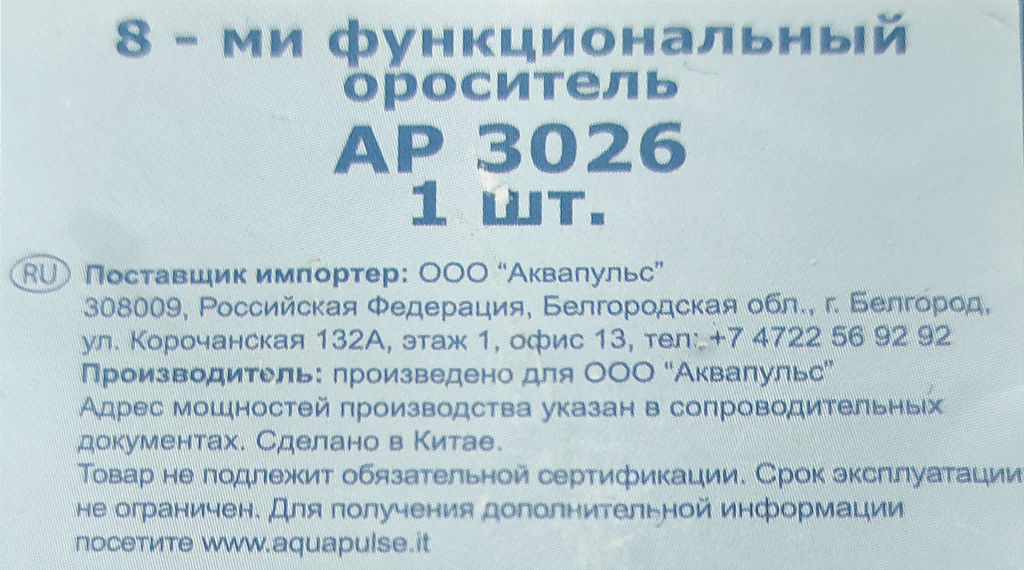 8 - ми функциональный
ороситель
АР 3026
1 шт.
RU Поставщик импортер: ООО “Аквапульс”
308009, Российская Федерация, Белгородская обл., г. Белгород,
ул. Корочанская 132А, этаж 1, офис 13, тел: +7 4722 56 92 92
Производитель: произведено для ООО “Аквапульс”
Адрес мощностей производства указан в сопроводительных
документах. Сделано в Китае.
Товар не подлежит обязательной сертификации. Срок эксплуатации
не ограничен. Для получения дополнительной информации
посетите www.aquapulse.it